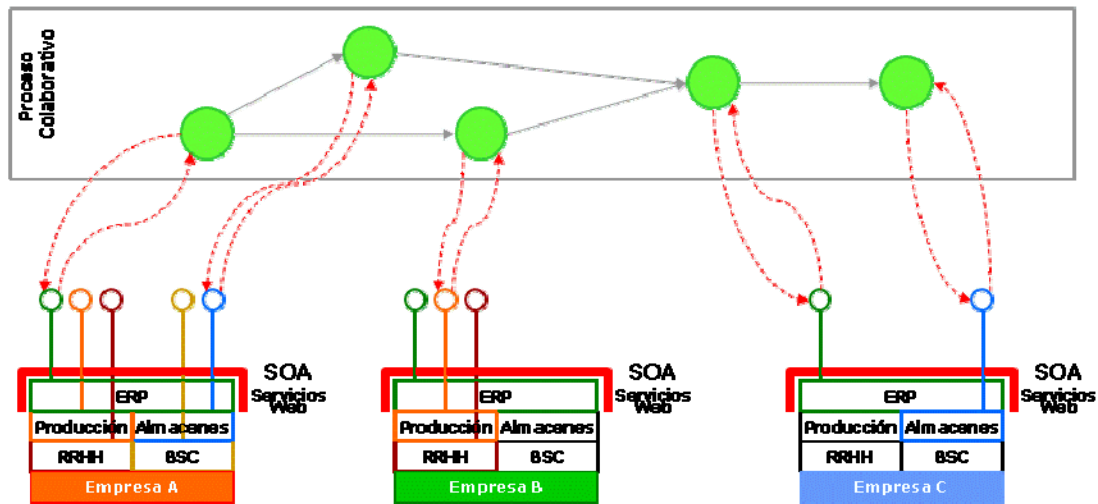 Proceso
Colaborativo
SOA
Servicios
Web
ERP
Producción
Almacenes
RRHH
BSC
Empresa A
SOA
Servicios
Web
ERP
Producción
Almacenes
RRHH
BSC
Empresa B
SOA
Servicios
Web
ERP
Producción
Almacenes
RRHH
BSC
Empresa C